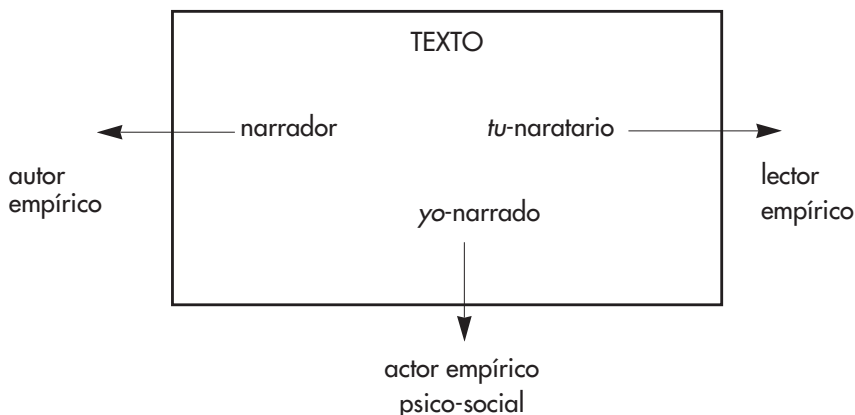 TEXTO
narrador
tu-naratario
autor
empírico
lector
empírico
yo-narrado
actor empírico
psico-social